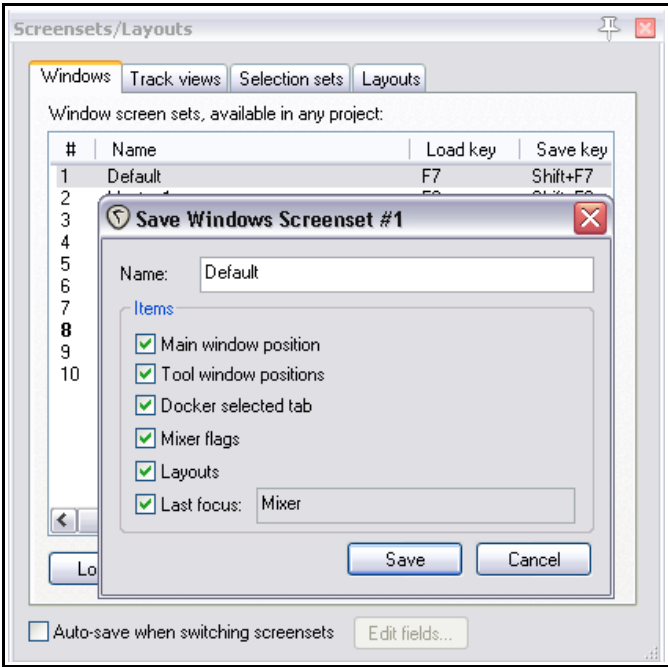 Screensets/Layouts
Windows Track views Selection sets Layouts
Window screen sets, available in any project:
# Name Load key Save key
1 Default F7 Shift+F7
2
3
4
5
6
7
8
9
10
Save Windows Screenset #1
Name: Default
Items
Main window position
Tool window positions
Docker selected tab
Mixer flags
Layouts
Last focus: Mixer
Save Cancel
Lo
Auto-save when switching screensets Edit fields...